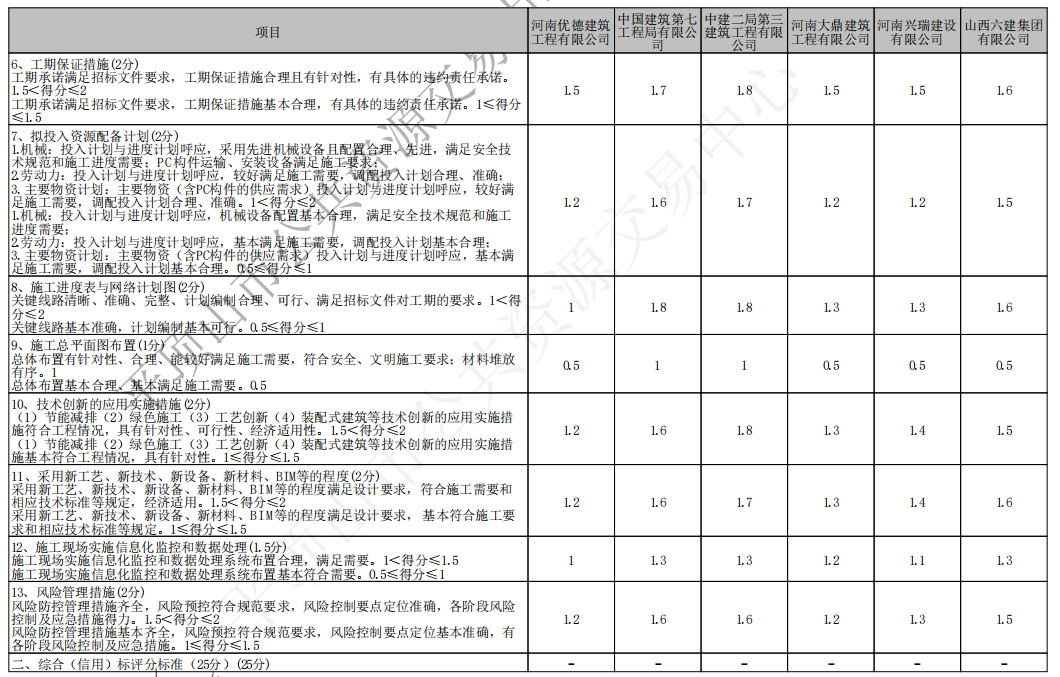 项目
河南优德建筑工程有限公司
中国建筑第七工程局有限公司
中建二局第三建筑工程有限公司
河南大鼎建筑工程有限公司
河南兴瑞建设有限公司
山西六建集团有限公司
6、工期保证措施(2分)
工期承诺满足招标文件要求，工期保证措施合理且有针对性，有具体的违约责任承诺。
1.5<得分≤2
工期承诺满足招标文件要求，工期保证措施基本合理，有具体的违约责任承诺。1≤得分
≤1.5
1.5 1.7 1.8 1.5 1.5 1.6
7、拟投入资源配备计划(2分)
1.机械：投入计划与进度计划呼应，采用先进机械设备且配置合理、先进，满足安全技
术规范和施工进度需要；PC构件运输、安装设备满足施工要求；
2.劳动力：投入计划与进度计划呼应，较好满足施工需要，调配投入计划合理、准确；
3.主要物资计划：主要物资（含PC构件的供应需求）投入计划与进度计划呼应，较好满
足施工需要，调配投入计划合理、准确。1<得分≤2
1.机械：投入计划与进度计划呼应，机械设备配置基本合理，满足安全技术规范和施工
进度需要；
2.劳动力：投入计划与进度计划呼应，基本满足施工需要，调配投入计划基本合理；
3.主要物资计划：主要物资（含PC构件的供应需求）投入计划与进度计划呼应，基本满
足施工需要，调配投入计划基本合理。0.5≤得分≤1
1.2 1.6 1.7 1.2 1.2 1.5
8、施工进度表与网络计划图(2分)
关键线路清晰、准确、完整、计划编制合理、可行、满足招标文件对工期的要求。1<得
分≤2
关键线路基本准确，计划编制基本可行。0.5≤得分≤1
1 1.8 1.8 1.3 1.3 1.6
9、施工总平面图布置(1分)
总体布置有针对性、合理、能较好满足施工需要，符合安全、文明施工要求；材料堆放
有序。1
总体布置基本合理、基本满足施工需要。0.5
0.5 1 1 0.5 0.5 0.5
10、技术创新的应用实施措施(2分)
（1）节能减排（2）绿色施工（3）工艺创新（4）装配式建筑等技术创新的应用实施措
施符合工程情况，具有针对性、可行性、经济适用性。1.5<得分≤2
（1）节能减排（2）绿色施工（3）工艺创新（4）装配式建筑等技术创新的应用实施措
施基本符合工程情况，具有针对性。1≤得分≤1.5
1.2 1.6 1.8 1.3 1.4 1.5
11、采用新工艺、新技术、新设备、新材料、BIM等的程度(2分)
采用新工艺、新技术、新设备、新材料、BIM等的程度满足设计要求，符合施工需要和
相应技术标准等规定，经济适用。1.5<得分≤2
采用新工艺、新技术、新设备、新材料、BIM等的程度满足设计要求， 基本符合施工要
求和相应技术标准等规定。1≤得分≤1.5
1.2 1.6 1.7 1.3 1.4 1.6
12、施工现场实施信息化监控和数据处理(1.5分)
施工现场实施信息化监控和数据处理系统布置合理，满足需要。1<得分≤1.5
施工现场实施信息化监控和数据处理系统布置基本符合需要。0.5≤得分≤1
1 1.3 1.3 1.2 1.1 1.3
13、风险管理措施(2分)
风险防控管理措施齐全，风险预控符合规范要求，风险控制要点定位准确，各阶段风险
控制及应急措施得力。1.5<得分≤2
风险防控管理措施基本齐全，风险预控符合规范要求，风险控制要点定位基本准确，有
各阶段风险控制及应急措施。1≤得分≤1.5
1.2 1.6 1.6 1.2 1.3 1.5
二、综合（信用）标评分标准（25分）(25分)
- - - - - -
平顶山市公共资源交易中
平顶山市公共资源交易中心